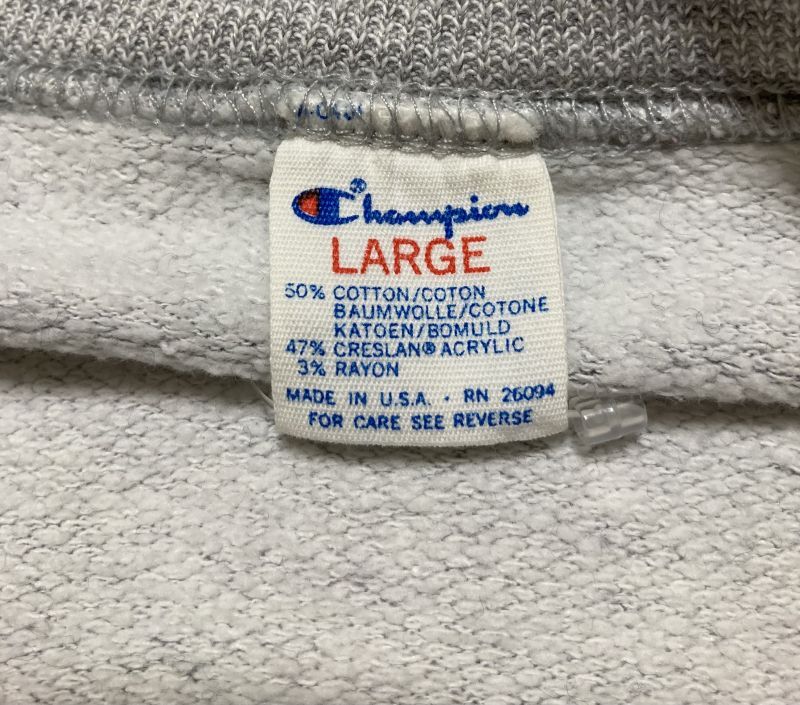 Champion®
LARGE
50% COTTON/COTON
BAUMWOLLE/COTONE
KATOEN/BOMULD
47% CRESLAN® ACRYLIC
3% RAYON
MADE IN U.S.A. · RN 26094
FOR CARE SEE REVERSE